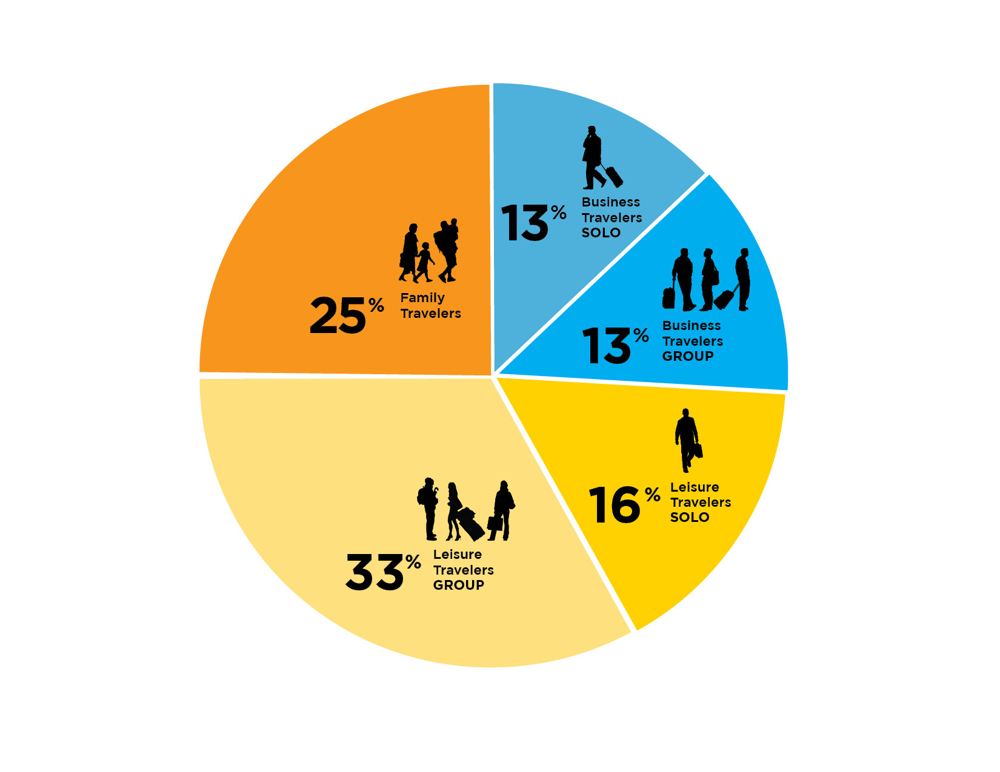 13%
Business
Travelers
SOLO
13%
Business
Travelers
GROUP
16%
Leisure
Travelers
SOLO
33%
Leisure
Travelers
GROUP
25%
Family
Travelers